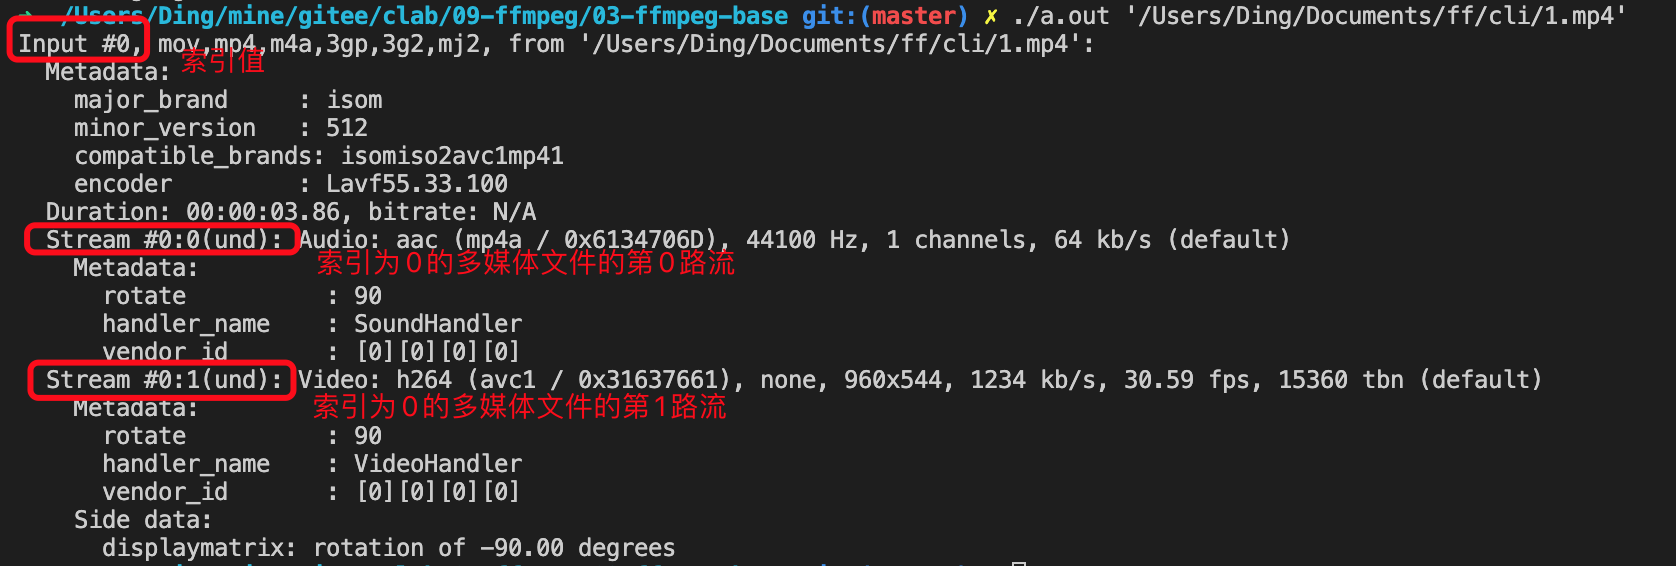 ➜ /Users/Ding/mine/gitee/clab/09-ffmpeg/03-ffmpeg-base git:(master) ✗ ./a.out '/Users/Ding/Documents/ff/cli/1.mp4'
Input #0, mov,mp4,m4a,3gp,3g2,mj2, from '/Users/Ding/Documents/ff/cli/1.mp4':
Metadata: 索引值
major_brand : isom
minor_version : 512
compatible_brands: isomiso2avc1mp41
encoder : Lavf55.33.100
Duration: 00:00:03.86, bitrate: N/A
Stream #0:0(und): Audio: aac (mp4a / 0x6134706D), 44100 Hz, 1 channels, 64 kb/s (default)
Metadata: 索引为0的多媒体文件的第0路流
rotate : 90
handler_name : SoundHandler
vendor_id : [0][0][0][0]
Stream #0:1(und): Video: h264 (avc1 / 0x31637661), none, 960x544, 1234 kb/s, 30.59 fps, 15360 tbn (default)
Metadata: 索引为0的多媒体文件的第1路流
rotate : 90
handler_name : VideoHandler
vendor_id : [0][0][0][0]
Side data:
displaymatrix: rotation of -90.00 degrees